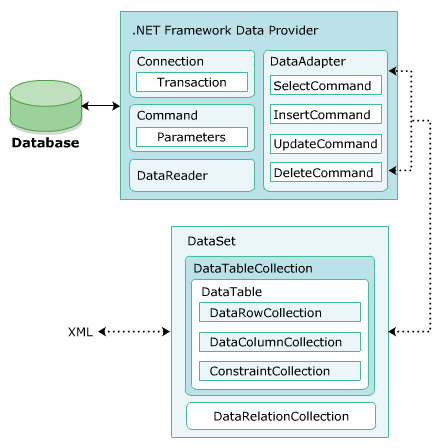 .NET Framework Data Provider
Connection
Transaction
Command
Parameters
DataReader
DataAdapter
SelectCommand
InsertCommand
UpdateCommand
DeleteCommand
Database
DataSet
DataTableCollection
DataTable
DataRowCollection
DataColumnCollection
ConstraintCollection
DataRelationCollection
XML